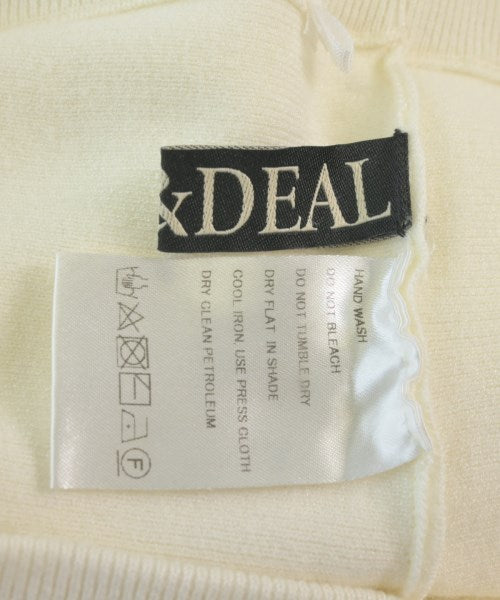 &DEAL
HAND WASH
DO NOT BLEACH
DO NOT TUMBLE DRY
DRY FLAT IN SHADE
COOL IRON, USE PRESS CLOTH
DRY CLEAN PETROLEUM
F